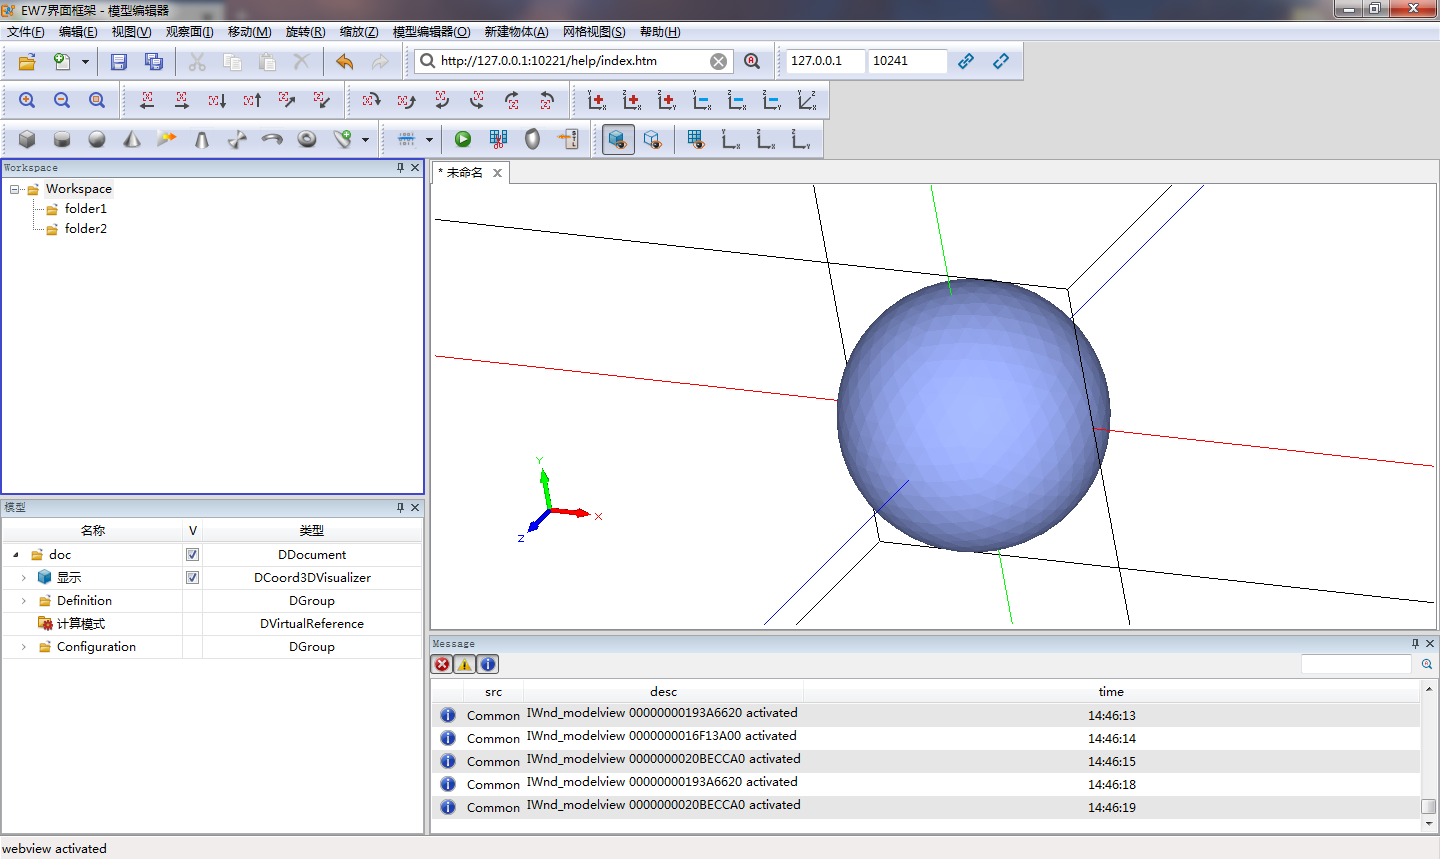 EW7界面框架 - 模型编辑器
文件(F) 编辑(E) 视图(V) 观察面(I) 移动(M) 旋转(R) 缩放(Z) 模型编辑器(O) 新建物体(A) 网格视图(S) 帮助(H)
http://127.0.0.1:10221/help/index.htm 127.0.0.1 10241
Workspace
Workspace
folder1
folder2
* 未命名
Y
X
Z
模型
名称 V 类型
doc DDocument
显示 DCoord3DVisualizer
Definition DGroup
计算模式 DVirtualReference
Configuration DGroup
Message
src desc time
Common IWnd_modelview 00000000193A6620 activated 14:46:13
Common IWnd_modelview 0000000016F13A00 activated 14:46:14
Common IWnd_modelview 0000000020BECCA0 activated 14:46:15
Common IWnd_modelview 00000000193A6620 activated 14:46:18
Common IWnd_modelview 0000000020BECCA0 activated 14:46:19
webview activated